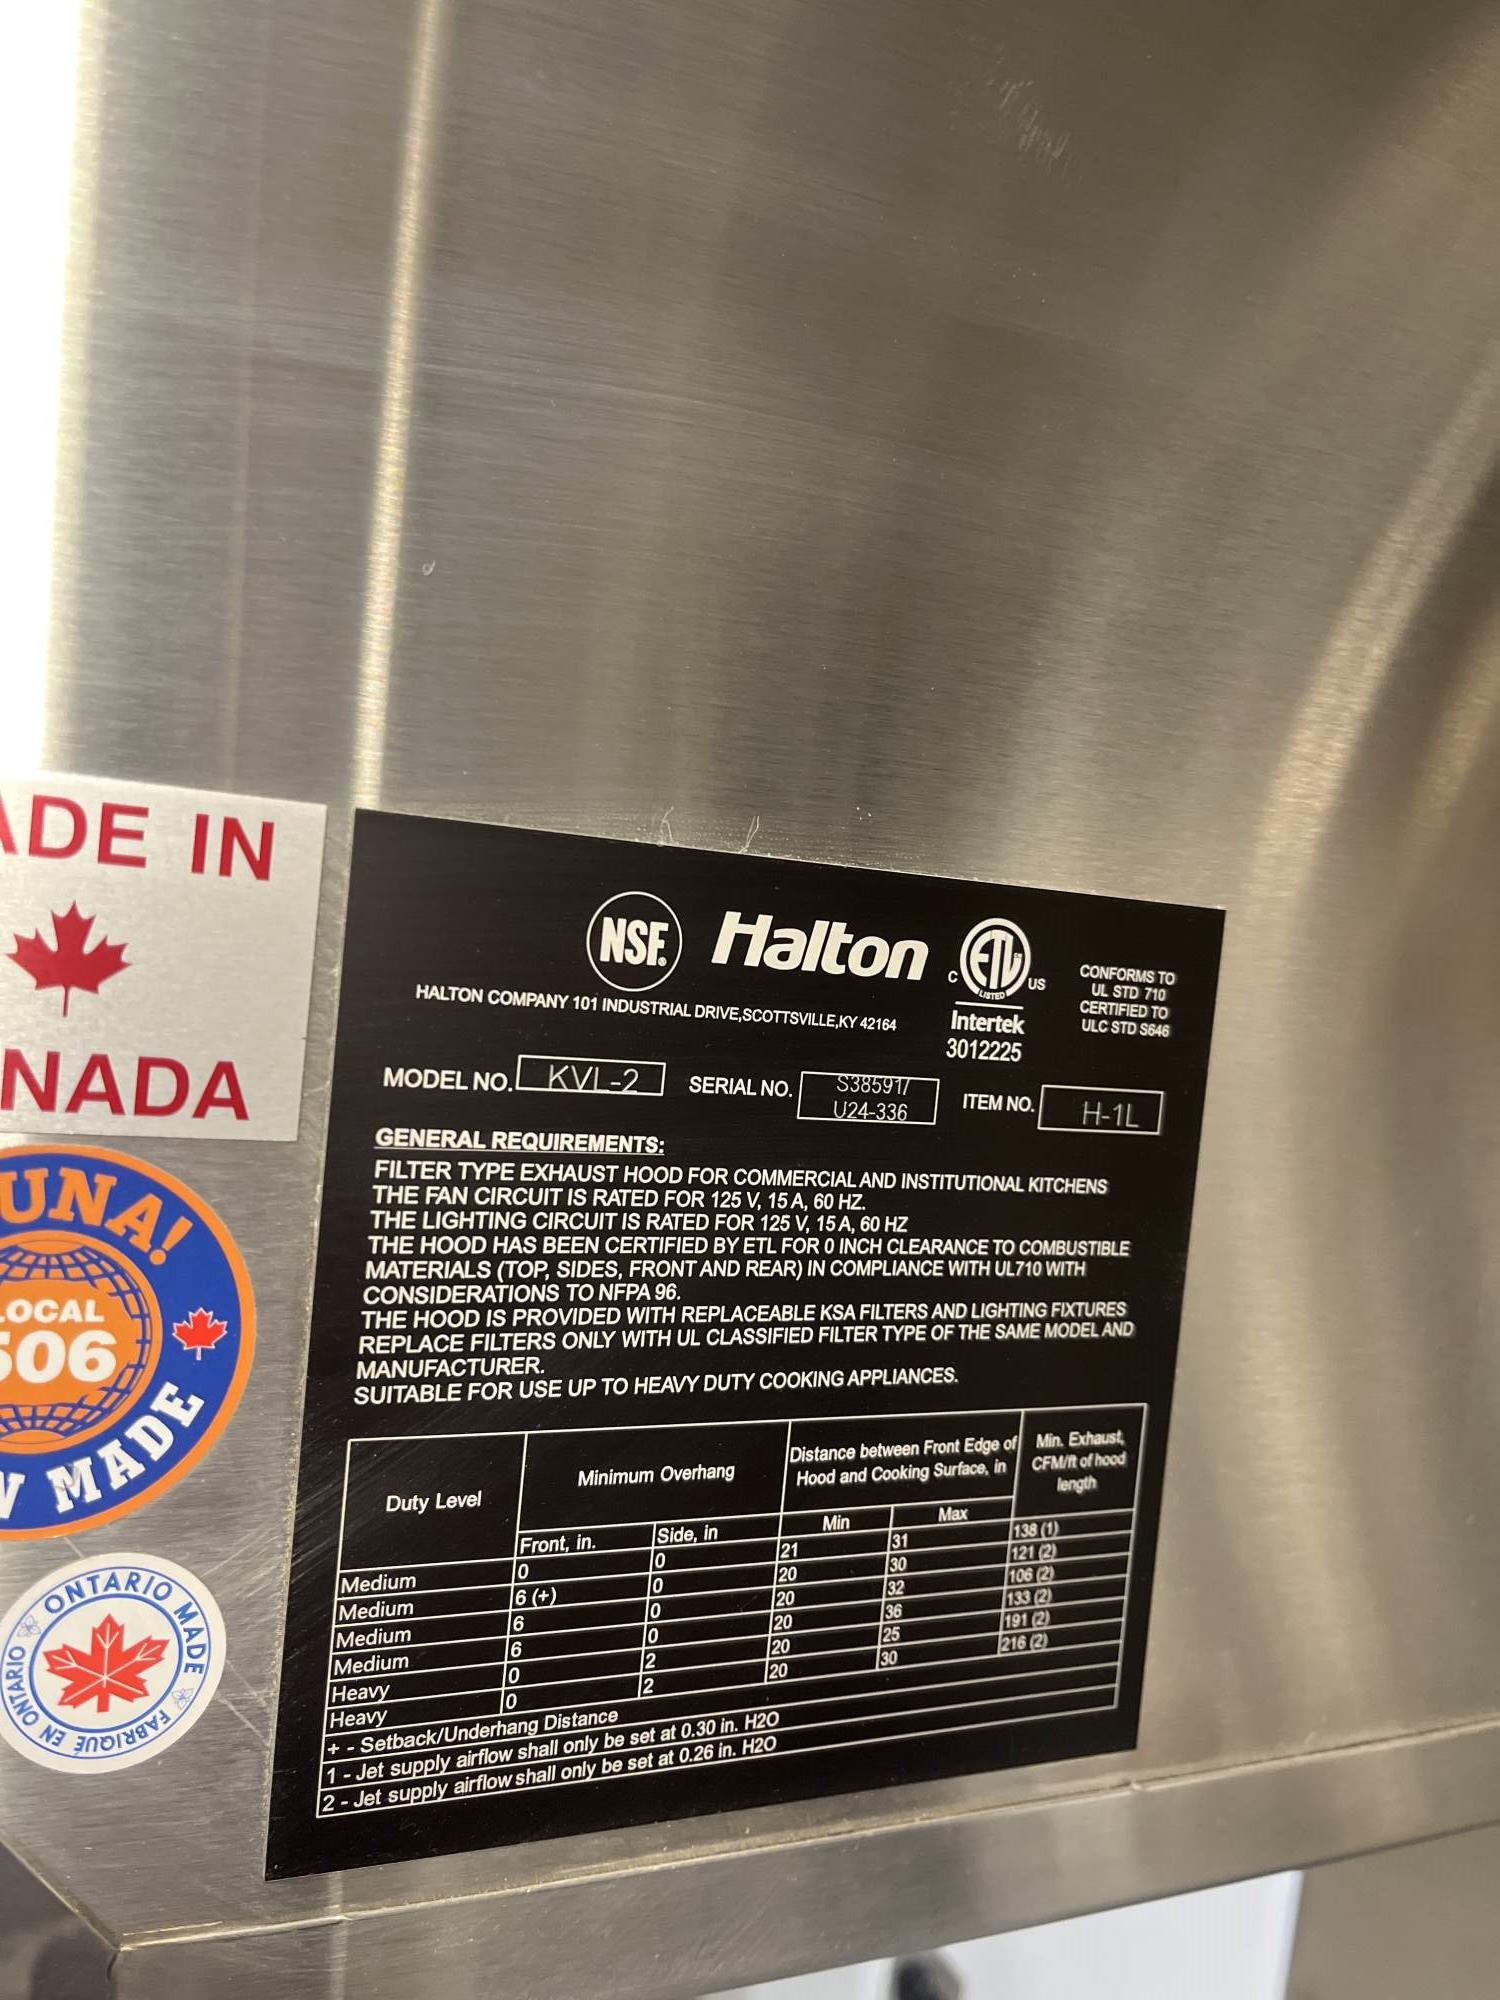 ADE IN
NADA
UNA!
LOCAL
506
W MADE
ONTARIO MADE
FABRIQUÉ EN ONTARIO
NSF®
Halton
C ETL US
LISTED
Intertek
3012225
CONFORMS TO
UL STD 710
CERTIFIED TO
ULC STD S646
HALTON COMPANY 101 INDUSTRIAL DRIVE,SCOTTSVILLE,KY 42164
MODEL NO. KVL-2 SERIAL NO. S385917 U24-336 ITEM NO. H-1L
GENERAL REQUIREMENTS:
FILTER TYPE EXHAUST HOOD FOR COMMERCIAL AND INSTITUTIONAL KITCHENS
THE FAN CIRCUIT IS RATED FOR 125 V, 15 A, 60 HZ.
THE LIGHTING CIRCUIT IS RATED FOR 125 V, 15 A, 60 HZ
THE HOOD HAS BEEN CERTIFIED BY ETL FOR 0 INCH CLEARANCE TO COMBUSTIBLE
MATERIALS (TOP, SIDES, FRONT AND REAR) IN COMPLIANCE WITH UL710 WITH
CONSIDERATIONS TO NFPA 96.
THE HOOD IS PROVIDED WITH REPLACEABLE KSA FILTERS AND LIGHTING FIXTURES
REPLACE FILTERS ONLY WITH UL CLASSIFIED FILTER TYPE OF THE SAME MODEL AND
MANUFACTURER.
SUITABLE FOR USE UP TO HEAVY DUTY COOKING APPLIANCES.
Duty Level
Minimum Overhang
Distance between Front Edge of
Hood and Cooking Surface, in
Min. Exhaust,
CFM/ft of hood
length
Front, in. Side, in Min Max
Medium 0 0 21 31 138 (1)
Medium 6 (+) 0 20 30 121 (2)
Medium 6 0 20 32 106 (2)
Medium 6 0 20 36 133 (2)
Heavy 0 2 20 25 191 (2)
Heavy 0 2 20 30 216 (2)
+ - Setback/Underhang Distance
1 - Jet supply airflow shall only be set at 0.30 in. H2O
2 - Jet supply airflow shall only be set at 0.26 in. H2O